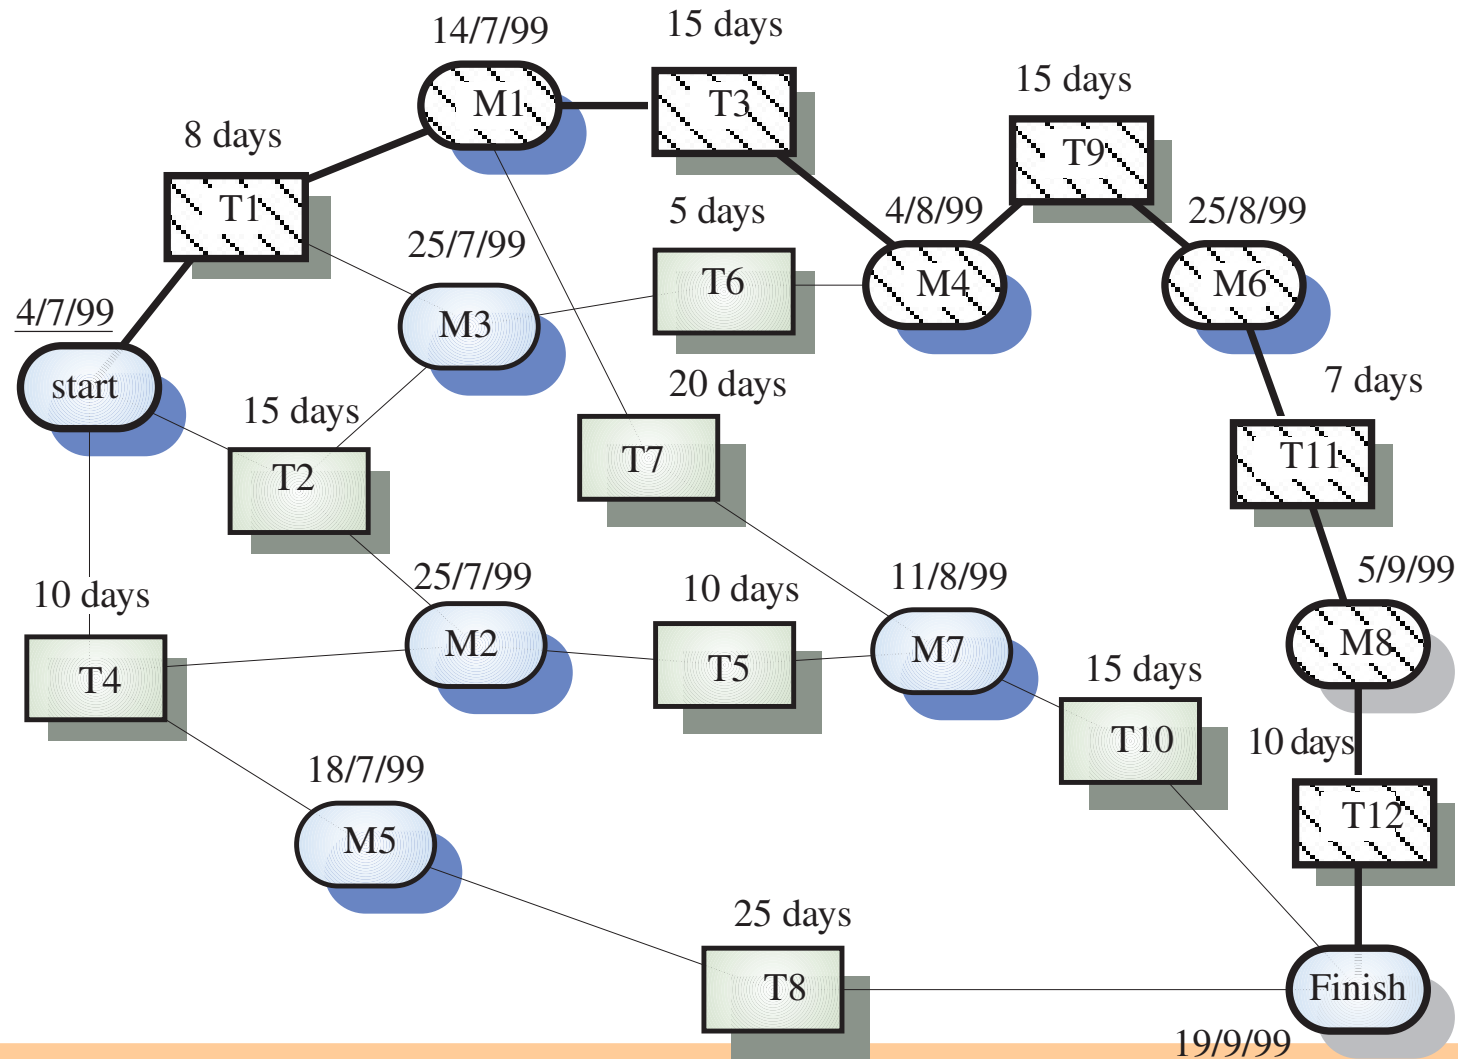 14/7/99
15 days
15 days
M1
T3
8 days
T9
T1
5 days
4/8/99
25/8/99
25/7/99
T6
M4
M6
4/7/99
M3
start
20 days
7 days
15 days
T7
T11
T2
25/7/99
11/8/99
5/9/99
10 days
10 days
M2
M7
M8
T4
T5
15 days
T10
10 days
18/7/99
T12
M5
25 days
T8
Finish
19/9/99